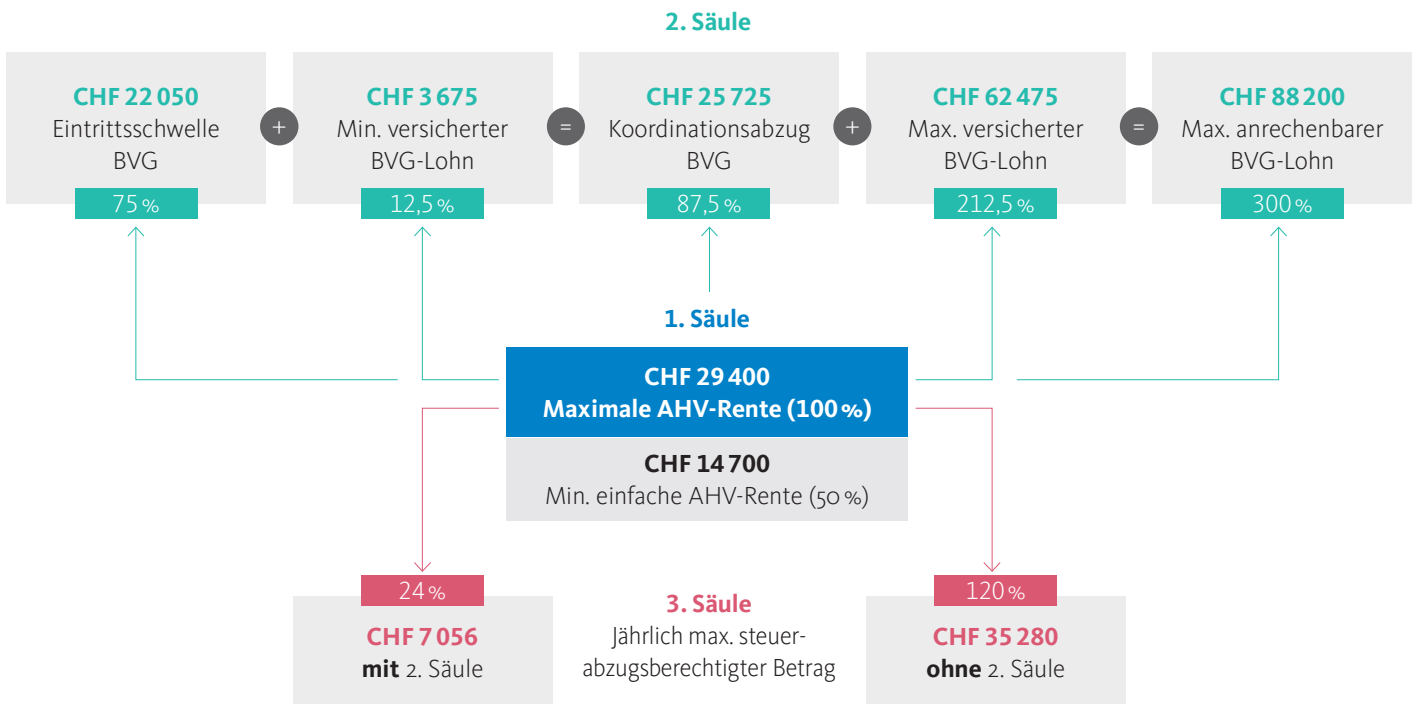 2. Säule
CHF 22 050
Eintrittsschwelle
BVG
75 %
+
CHF 3 675
Min. versicherter
BVG-Lohn
12,5 %
=
CHF 25 725
Koordinationsabzug
BVG
87,5 %
+
CHF 62 475
Max. versicherter
BVG-Lohn
212,5 %
=
CHF 88 200
Max. anrechenbarer
BVG-Lohn
300 %
1. Säule
CHF 29 400
Maximale AHV-Rente (100 %)
CHF 14 700
Min. einfache AHV-Rente (50 %)
24 %
CHF 7 056
mit 2. Säule
3. Säule
Jährlich max. steuer-
abzugsberechtigter Betrag
120 %
CHF 35 280
ohne 2. Säule